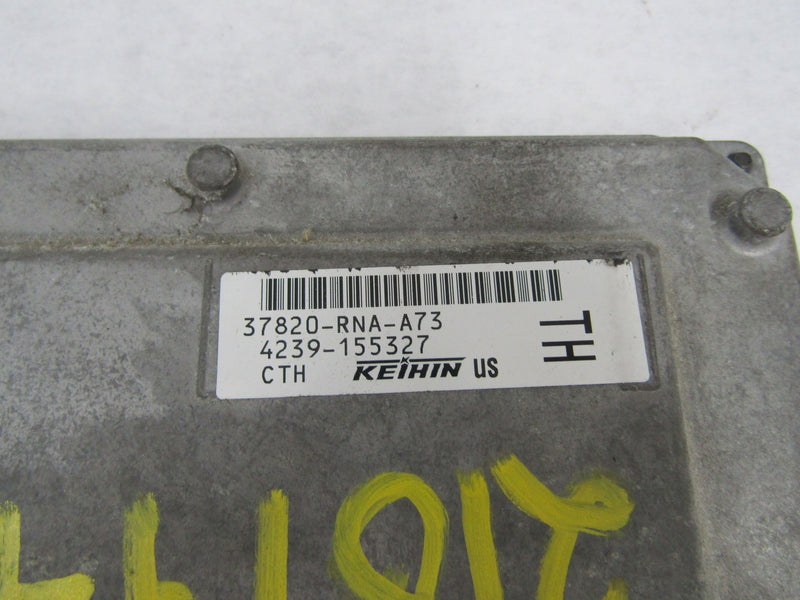 37820-RNA-A73
4239-155327
CTH KEIHIN US
TH